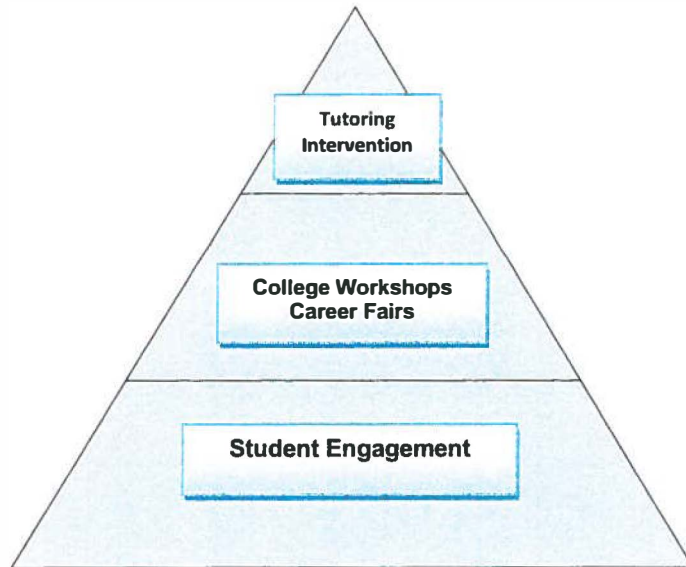 Tutoring
Intervention
College Workshops
Career Fairs
Student Engagement